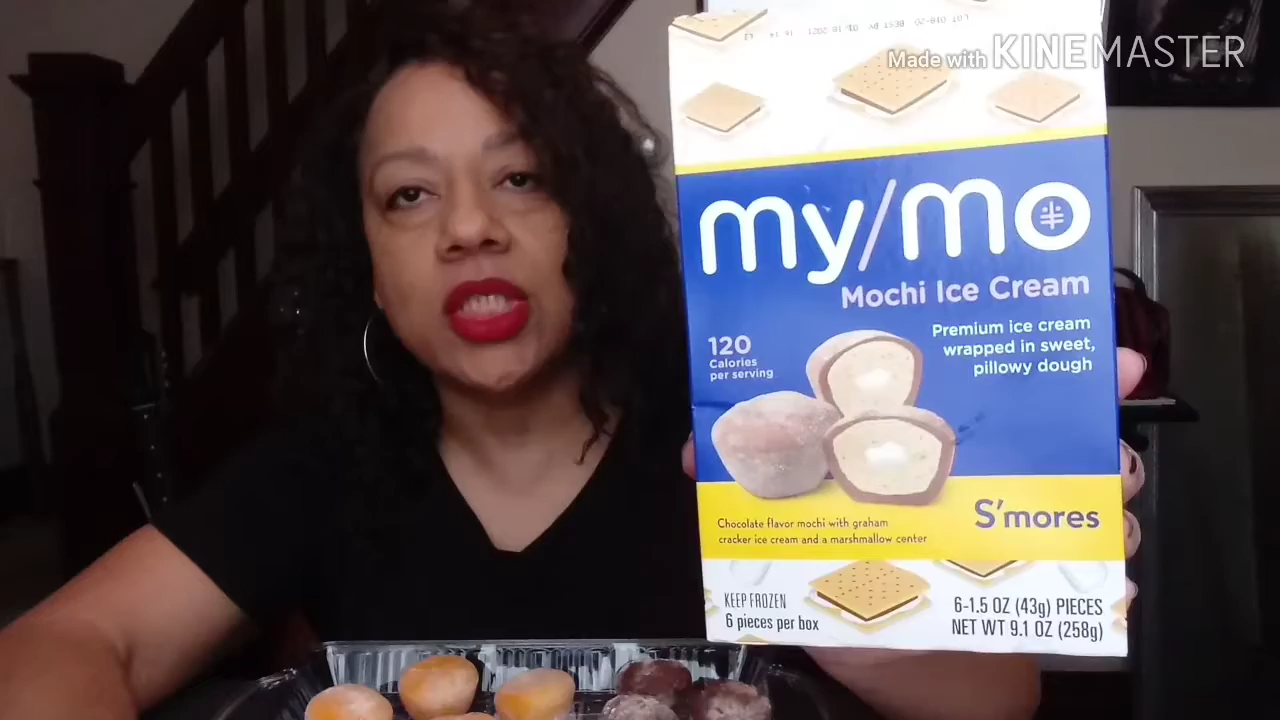 Made with KINEMASTER
my/mo
Mochi Ice Cream
120
Calories
per serving
Premium ice cream
wrapped in sweet,
pillowy dough
S'mores
Chocolate flavor mochi with graham
cracker ice cream and a marshmallow center
KEEP FROZEN
6 pieces per box
6-1.5 OZ (43g) PIECES
NET WT 9.1 OZ (258g)